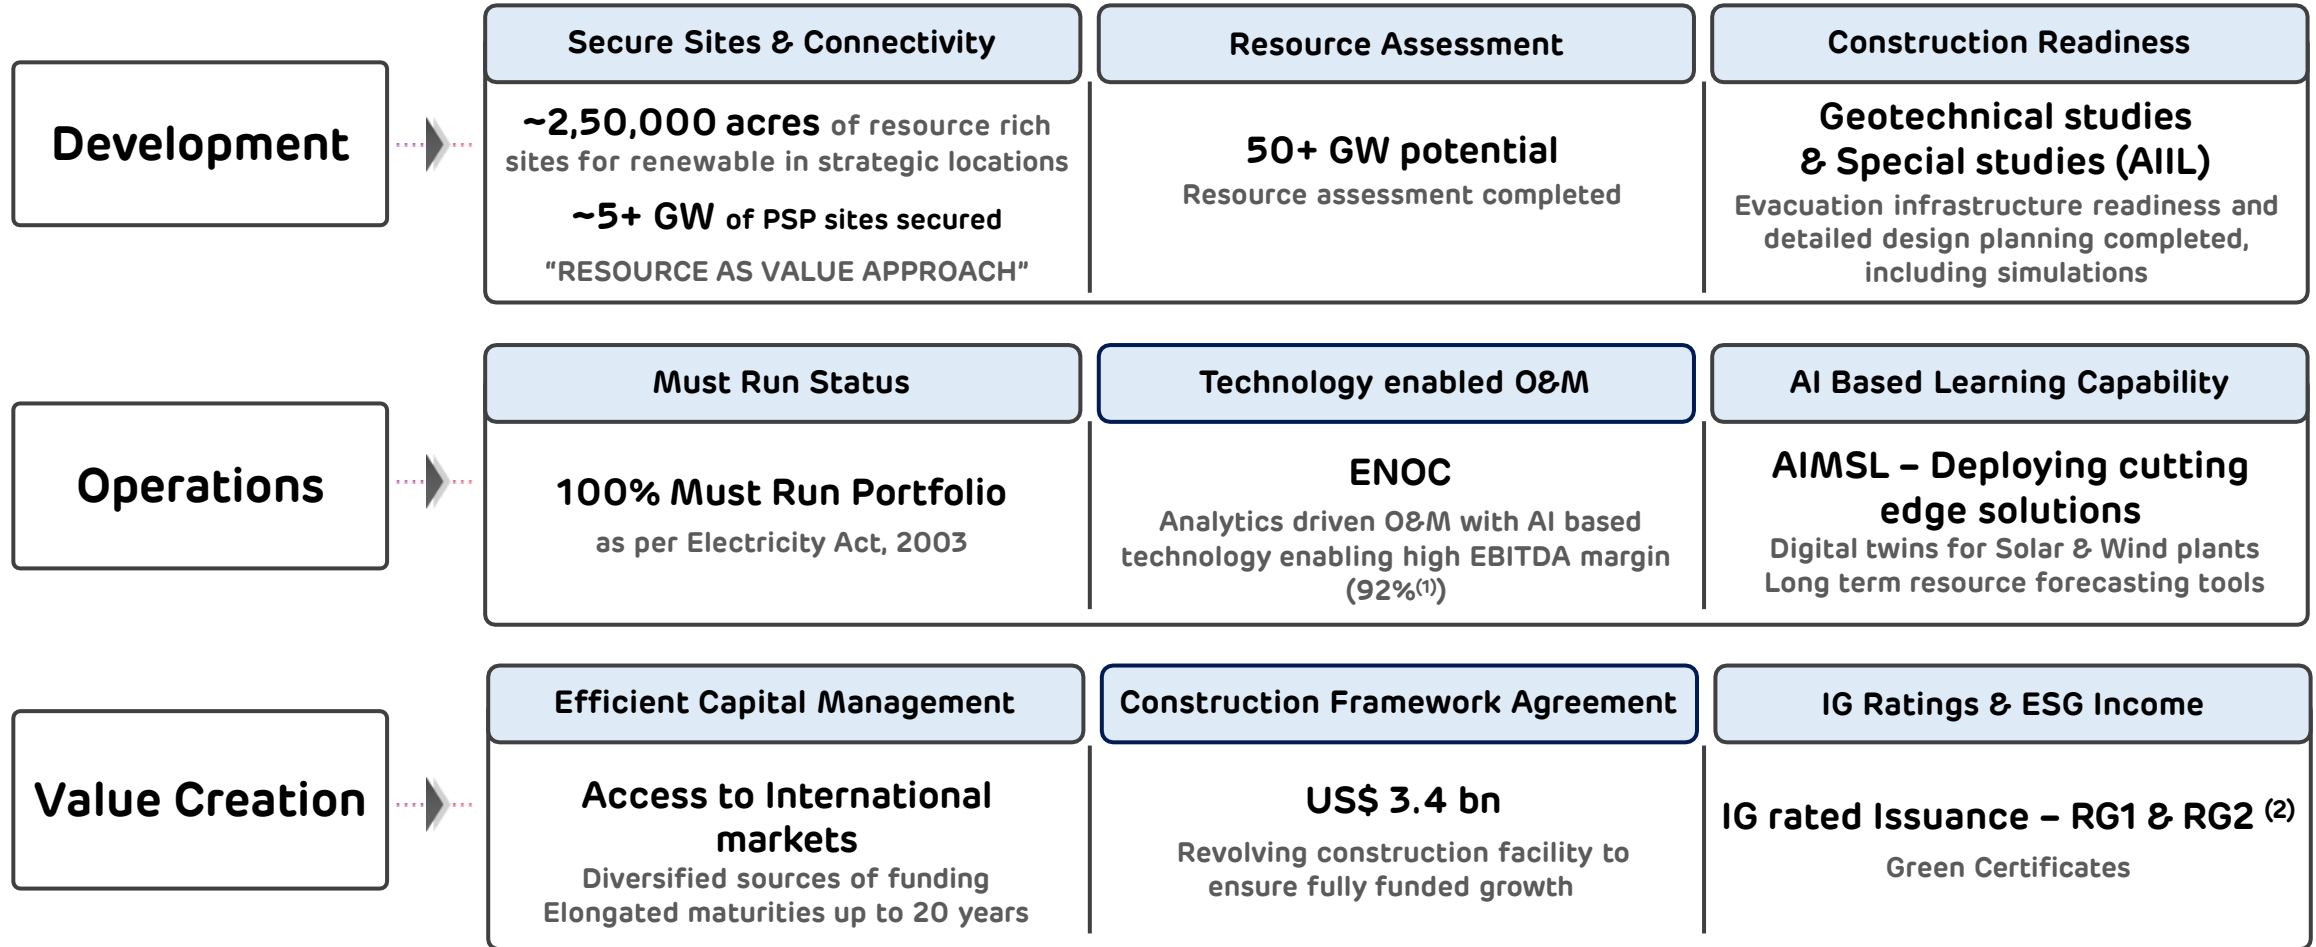 Development
Secure Sites & Connectivity
~2,50,000 acres of resource rich
sites for renewable in strategic locations
~5+ GW of PSP sites secured
“RESOURCE AS VALUE APPROACH”
Resource Assessment
50+ GW potential
Resource assessment completed
Construction Readiness
Geotechnical studies
& Special studies (AIIL)
Evacuation infrastructure readiness and
detailed design planning completed,
including simulations
Operations
Must Run Status
100% Must Run Portfolio
as per Electricity Act, 2003
Technology enabled O&M
ENOC
Analytics driven O&M with AI based
technology enabling high EBITDA margin
(92%(1))
AI Based Learning Capability
AIMSL – Deploying cutting
edge solutions
Digital twins for Solar & Wind plants
Long term resource forecasting tools
Value Creation
Efficient Capital Management
Access to International
markets
Diversified sources of funding
Elongated maturities up to 20 years
Construction Framework Agreement
US$ 3.4 bn
Revolving construction facility to
ensure fully funded growth
IG Ratings & ESG Income
IG rated Issuance – RG1 & RG2 (2)
Green Certificates